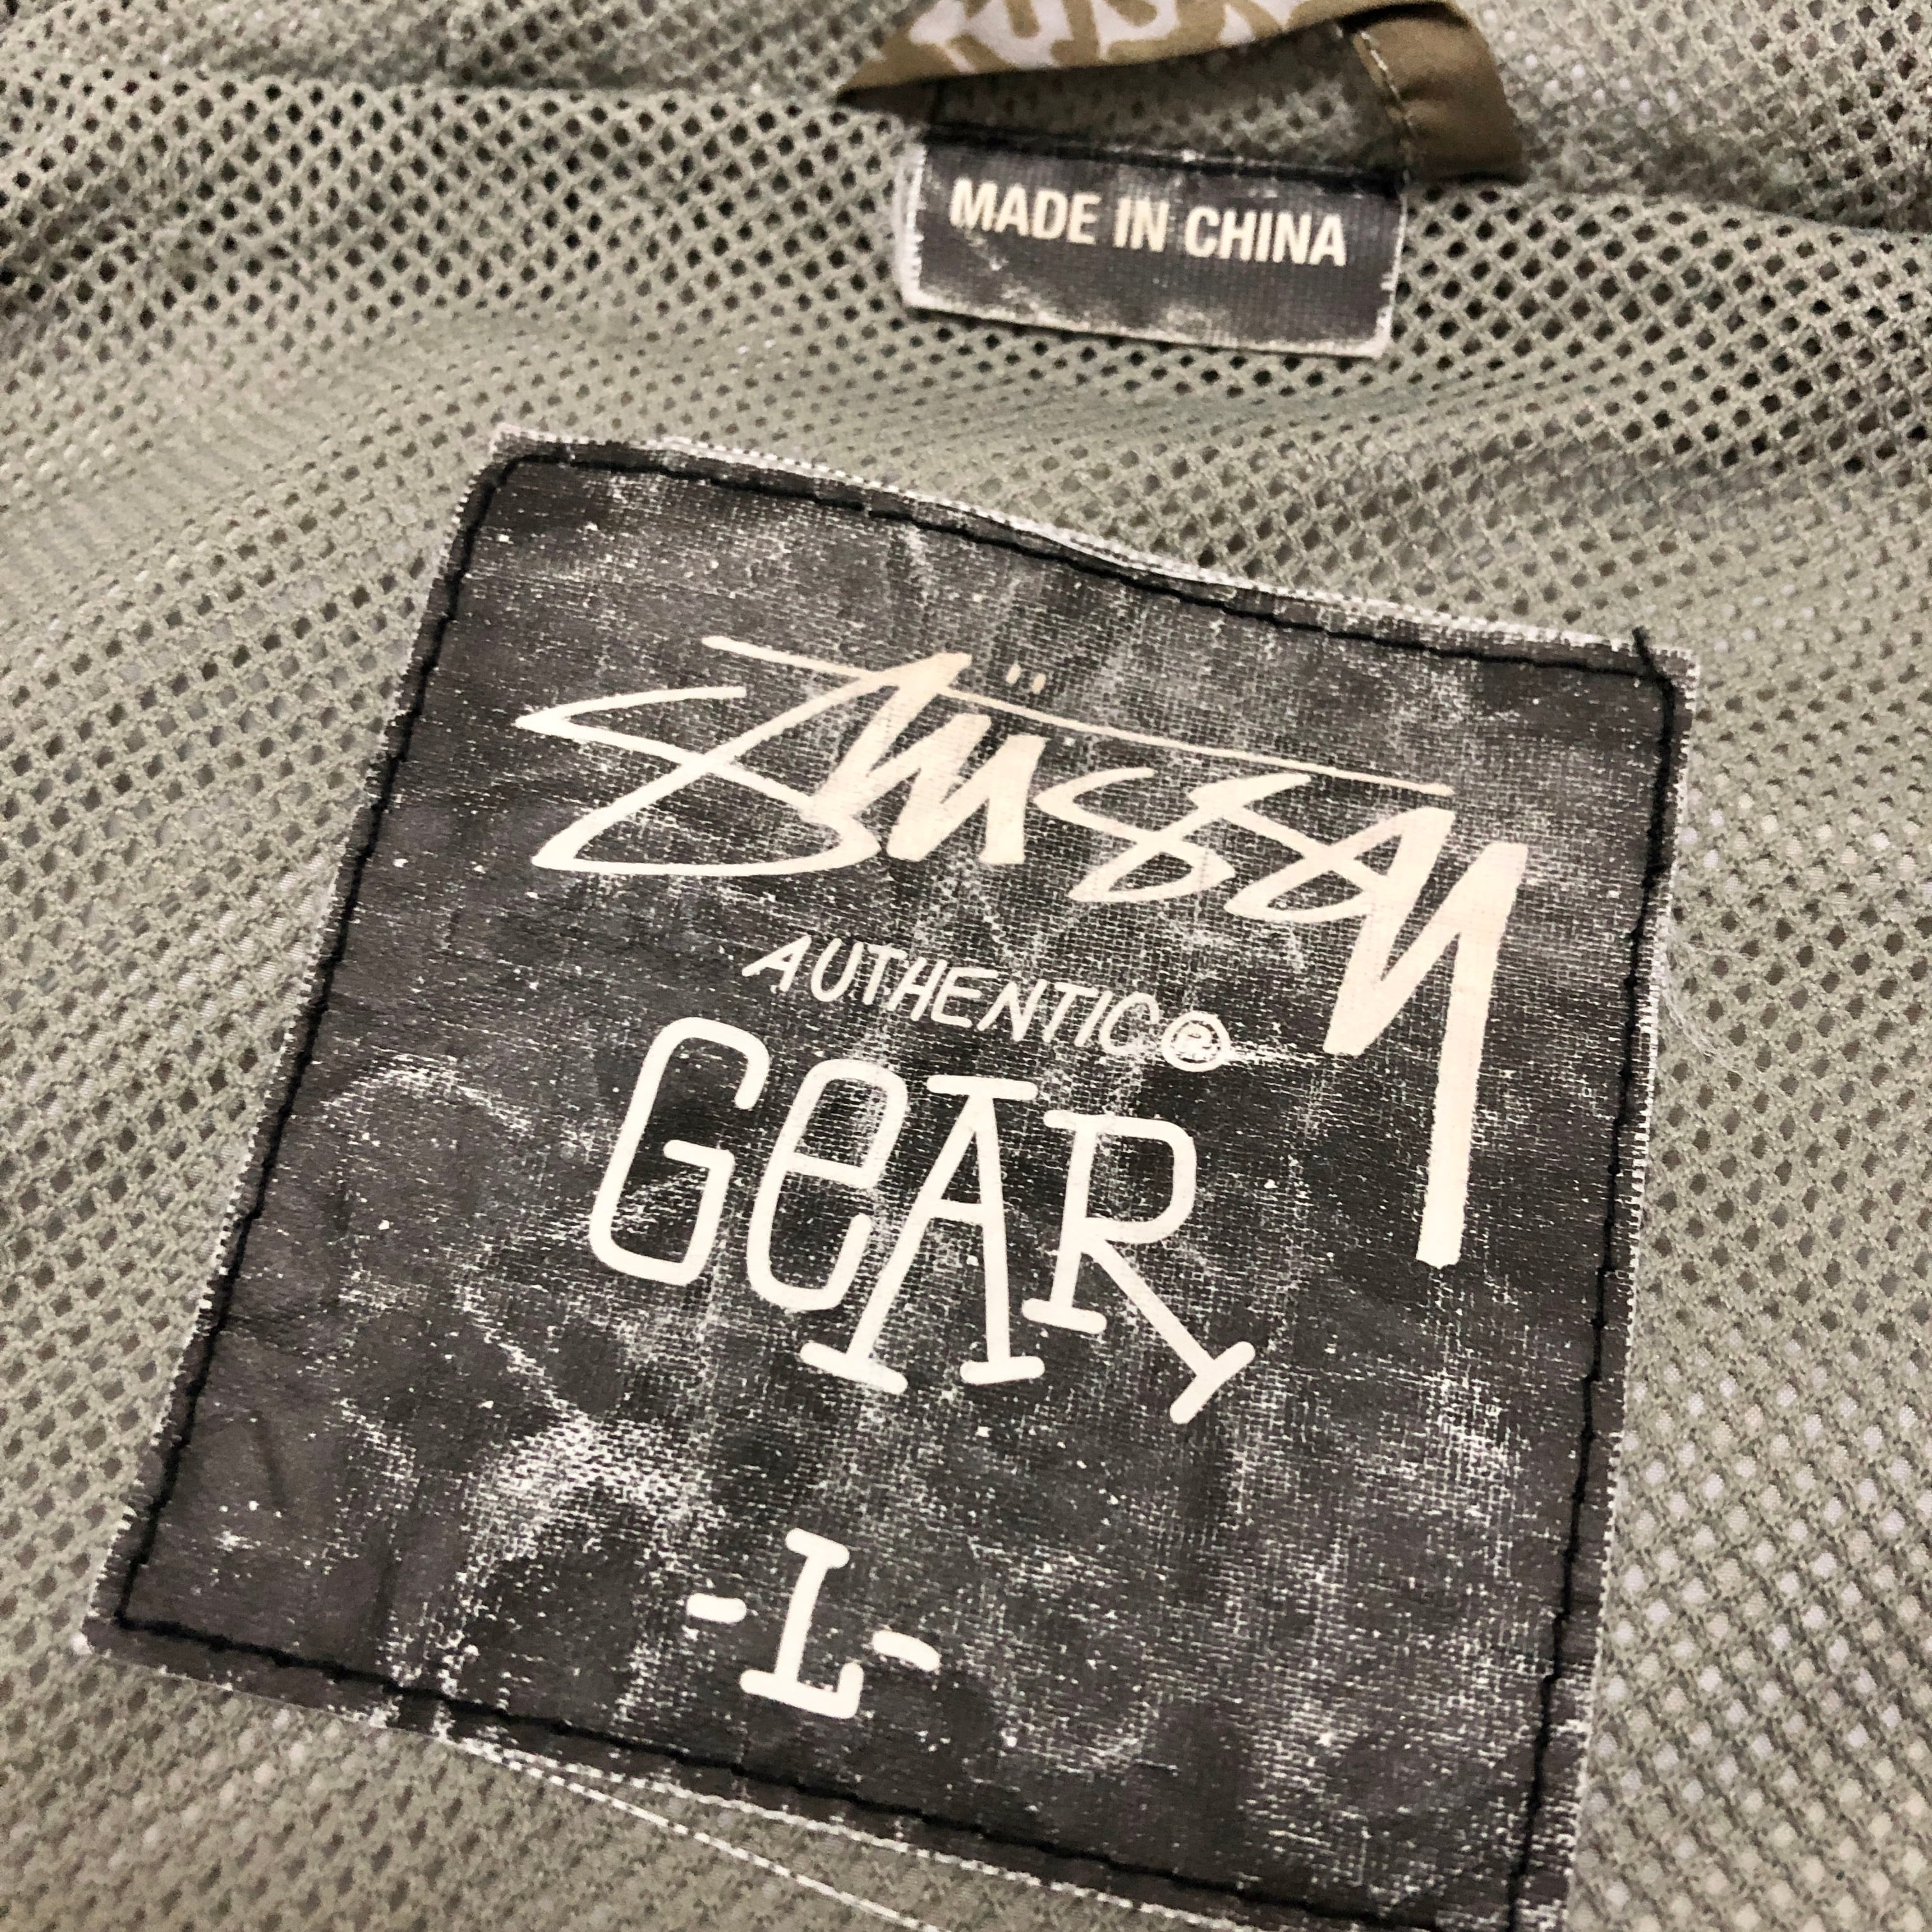 MADE IN CHINA
Stüssy
AUTHENTIC®
GeAR
-L-